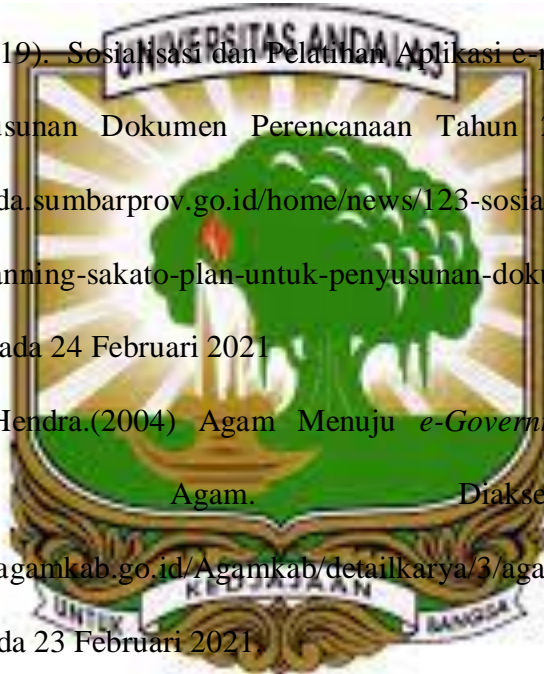 UNIVERSITAS ANDALAS
19). Sosialisasi dan Pelatihan Aplikasi e-p
usunan Dokumen Perencanaan Tahun
da.sumbarprov.go.id/home/news/123-sosia
anning-sakato-plan-untuk-penyusunan-doku
ada 24 Februari 2021
Hendra.(2004) Agam Menuju e-Govern
Agam. Diakse
agamkab.go.id/Agamkab/detailkarya/3/aga
UNTUK KEDJAJAAN BANGSA
da 23 Februari 2021,